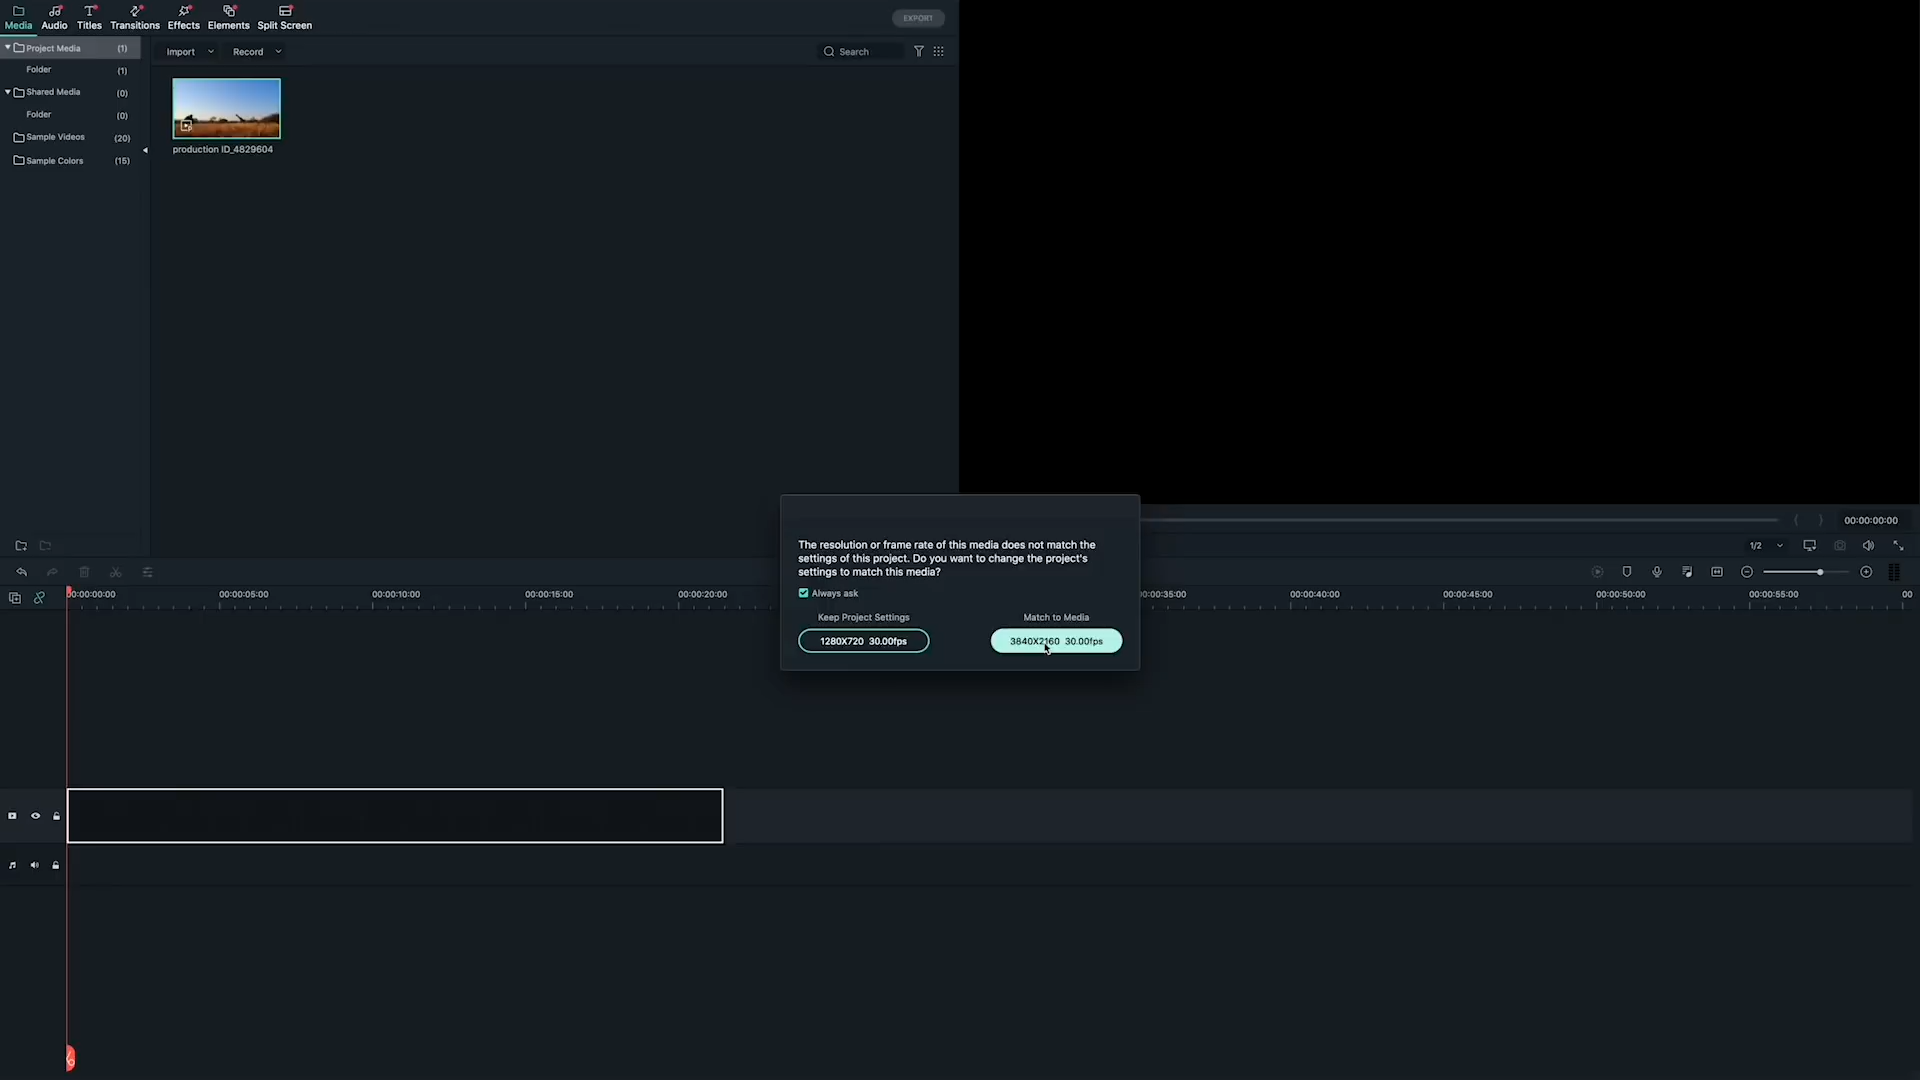 Media Audio Titles Transitions Effects Elements Split Screen
EXPORT
Project Media (1)
Folder (1)
Shared Media (0)
Folder (0)
Sample Videos (20)
Sample Colors (15)
Import Record Search
production ID_4829604
00:00:00:00
1/2
00:00:00:00 00:00:05:00 00:00:10:00 00:00:15:00 00:00:20:00 00:00:35:00 00:00:40:00 00:00:45:00 00:00:50:00 00:00:55:00 00
The resolution or frame rate of this media does not match the
settings of this project. Do you want to change the project's
settings to match this media?
Always ask
Keep Project Settings Match to Media
1280X720 30.00fps 3840X2160 30.00fps